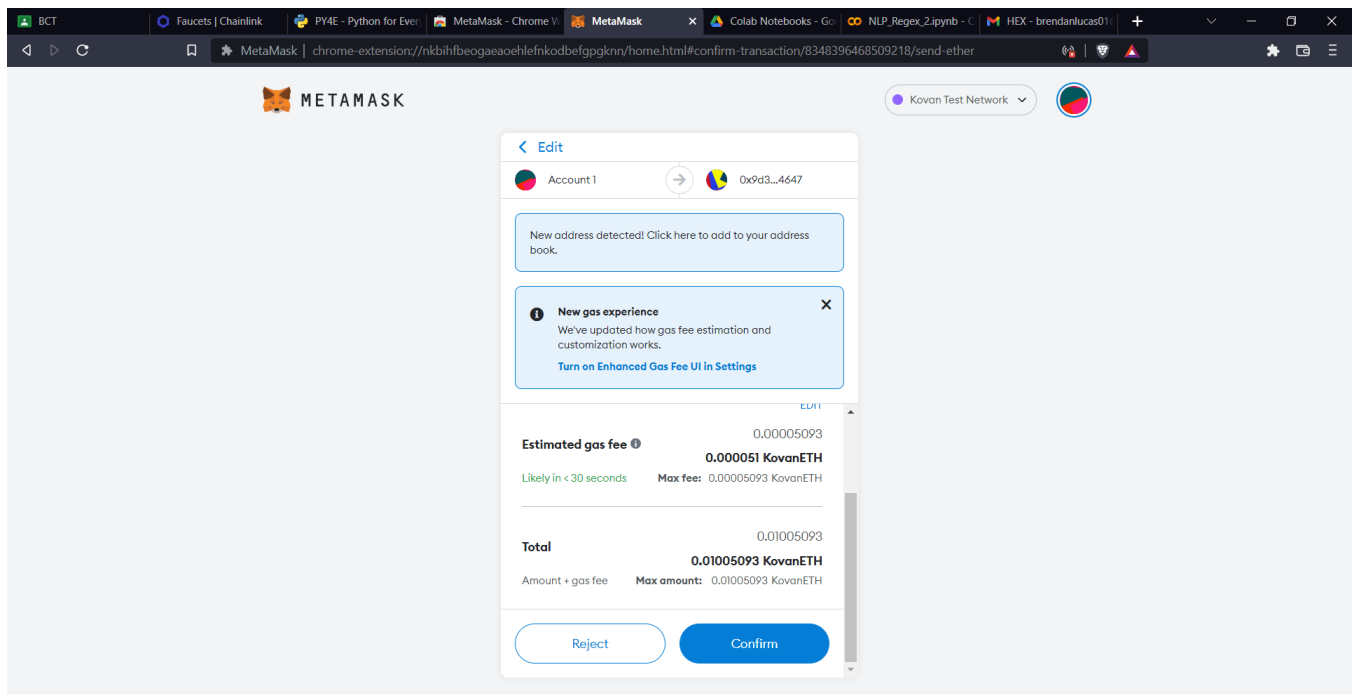 BCT
Faucets | Chainlink
PY4E - Python for Every
MetaMask - Chrome W
MetaMask
Colab Notebooks - Go
NLP_Regex_2.ipynb - C
HEX - brendanlucas016
MetaMask | chrome-extension://nkbihfbeogaeaoehlefnkodbefgpgknn/home.html#confirm-transaction/8348396468509218/send-ether
METAMASK
Kovan Test Network
Edit
Account 1
0x9d3...4647
New address detected! Click here to add to your address
book.
New gas experience
We've updated how gas fee estimation and
customization works.
Turn on Enhanced Gas Fee UI in Settings
EDIT
0.00005093
Estimated gas fee
0.000051 KovanETH
Likely in < 30 seconds Max fee: 0.00005093 KovanETH
0.01005093
Total
0.01005093 KovanETH
Amount + gas fee Max amount: 0.01005093 KovanETH
Reject Confirm